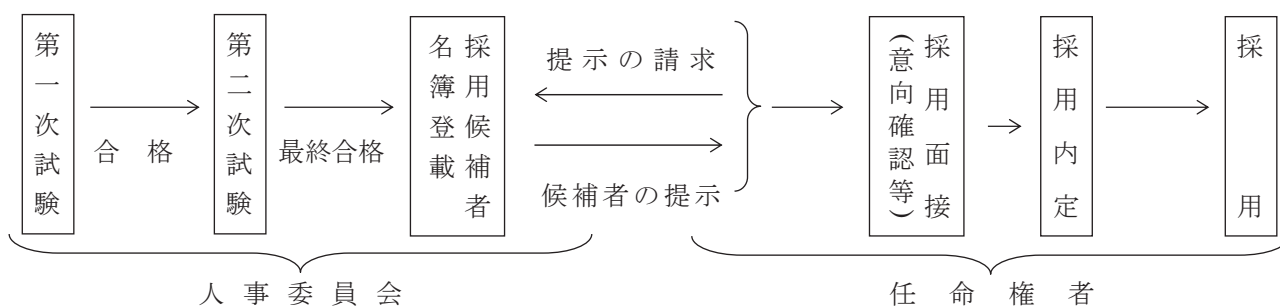 第一次試験
合格
第二次試験
最終合格
採用候補者
名簿登載
提示の請求
候補者の提示
採用面接
(意向確認等)
採用内定
採用
人事委員会
任命権者